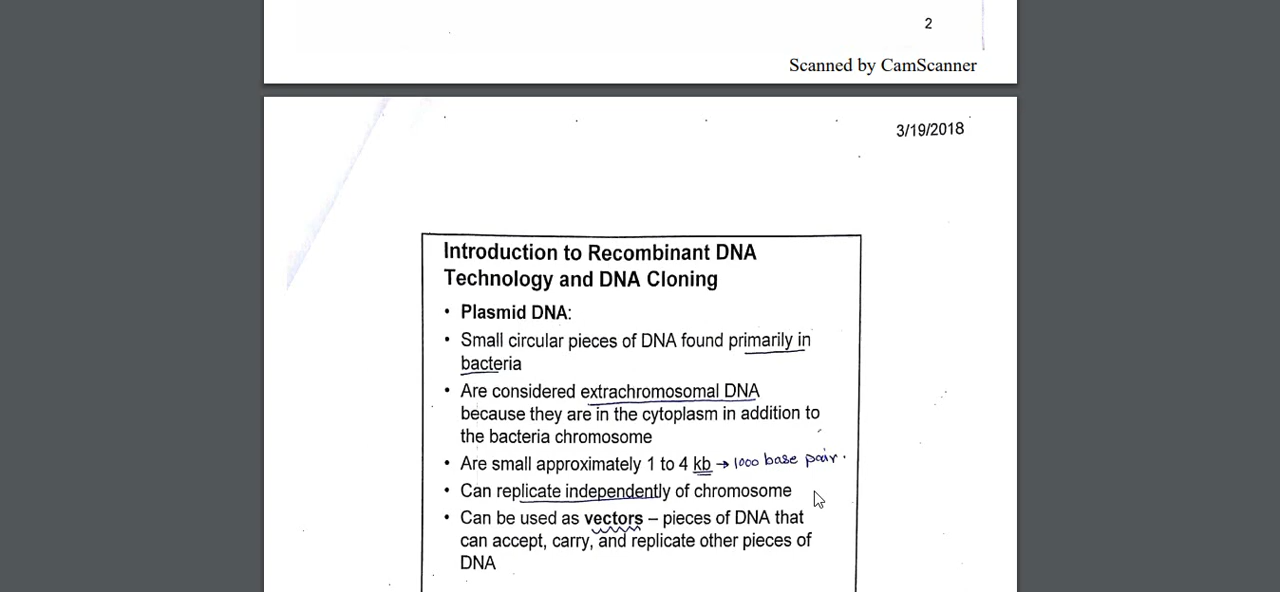 2
Scanned by CamScanner
3/19/2018
Introduction to Recombinant DNA
Technology and DNA Cloning
• Plasmid DNA:
• Small circular pieces of DNA found primarily in
bacteria
• Are considered extrachromosomal DNA
because they are in the cytoplasm in addition to
the bacteria chromosome
• Are small approximately 1 to 4 kb → 1000 base pair.
• Can replicate independently of chromosome
• Can be used as vectors – pieces of DNA that
can accept, carry, and replicate other pieces of
DNA